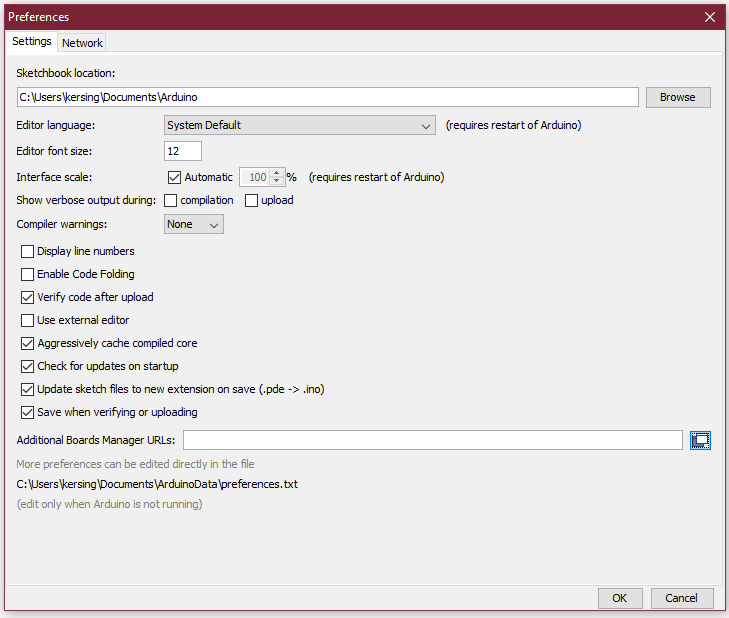 Preferences
Settings Network
Sketchbook location:
C:\Users\kersing\Documents\Arduino Browse
Editor language: System Default (requires restart of Arduino)
Editor font size: 12
Interface scale: Automatic 100 % (requires restart of Arduino)
Show verbose output during: compilation upload
Compiler warnings: None
Display line numbers
Enable Code Folding
Verify code after upload
Use external editor
Aggressively cache compiled core
Check for updates on startup
Update sketch files to new extension on save (.pde -> .ino)
Save when verifying or uploading
Additional Boards Manager URLs:
More preferences can be edited directly in the file
C:\Users\kersing\Documents\ArduinoData\preferences.txt
(edit only when Arduino is not running)
OK Cancel